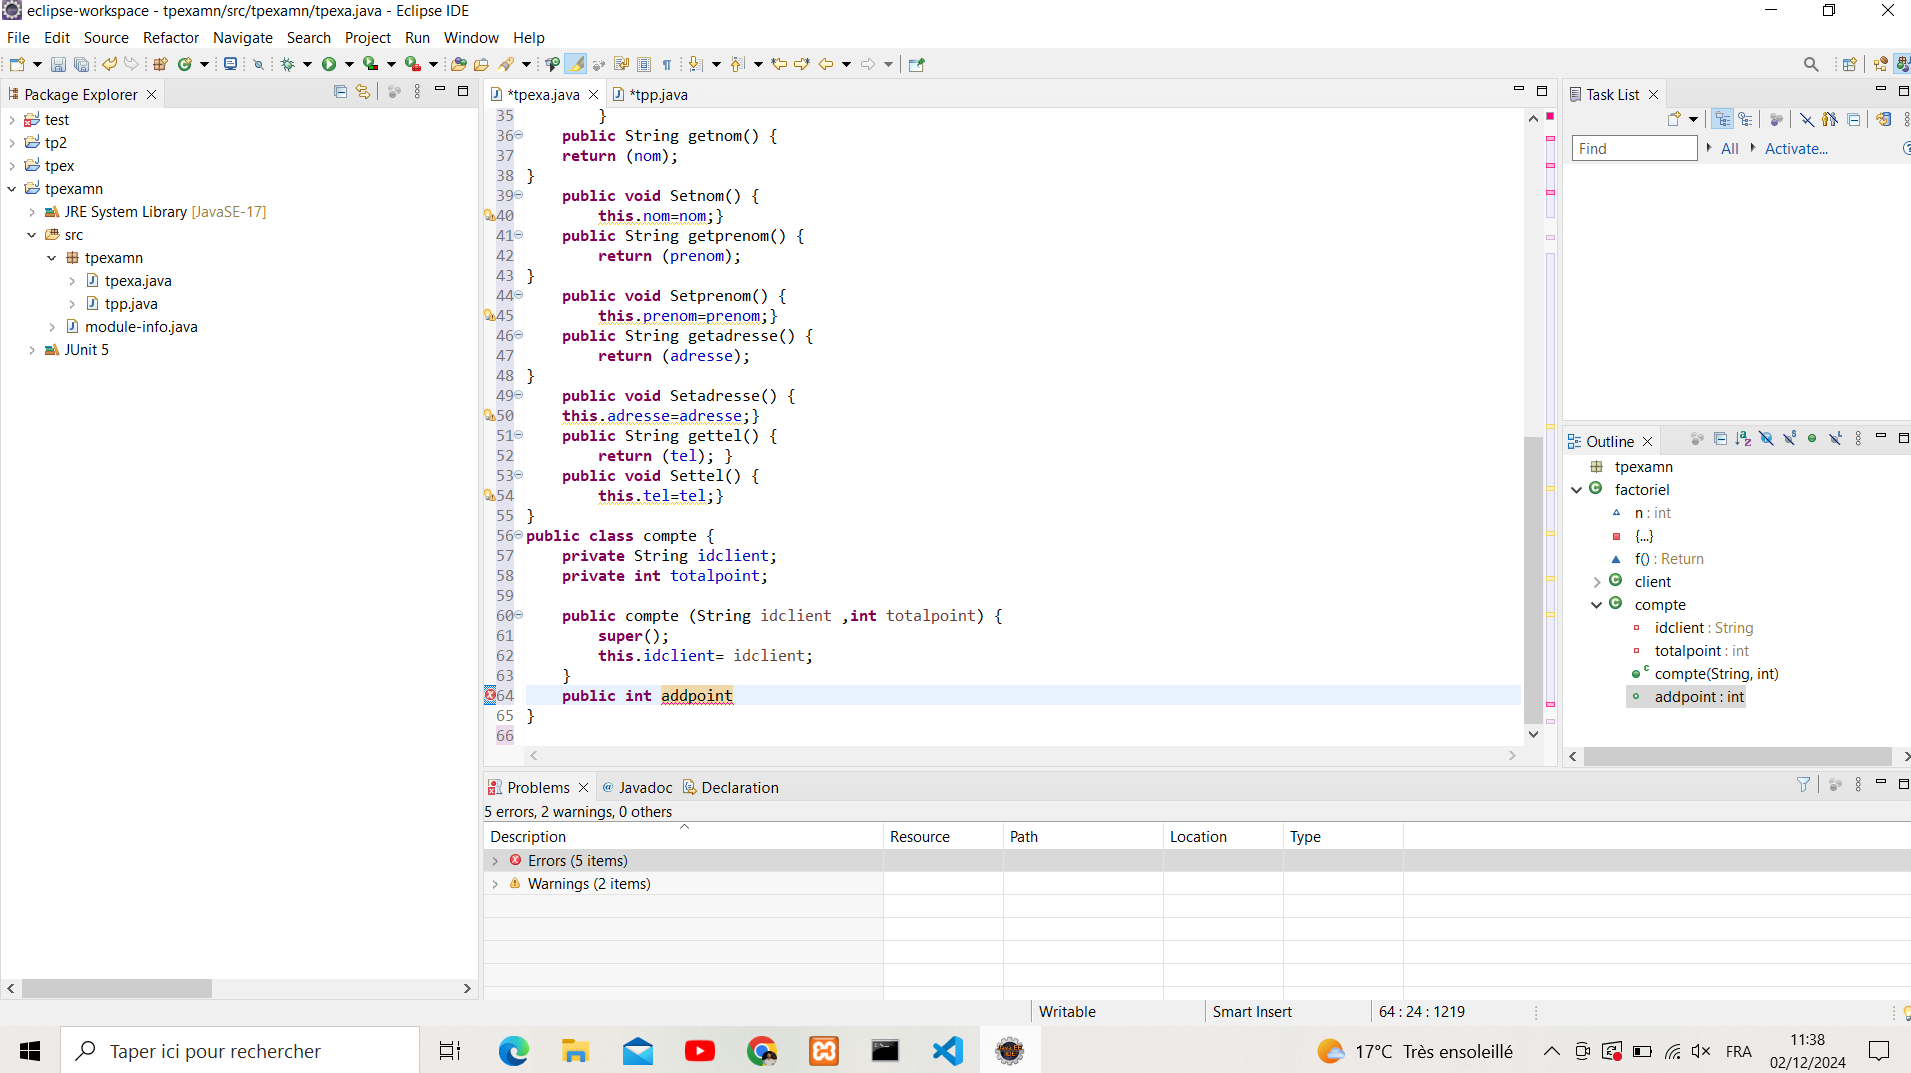 eclipse-workspace - tpexamn/src/tpexamn/tpexa.java - Eclipse IDE
File Edit Source Refactor Navigate Search Project Run Window Help
Package Explorer
test
tp2
tpex
tpexamn
JRE System Library [JavaSE-17]
src
tpexamn
tpexa.java
tpp.java
module-info.java
JUnit 5
*tpexa.java
*tpp.java
35 }
36 public String getnom() {
37 return (nom);
38 }
39 public void Setnom() {
40 this.nom=nom;}
41 public String getprenom() {
42 return (prenom);
43 }
44 public void Setprenom() {
45 this.prenom=prenom;}
46 public String getadresse() {
47 return (adresse);
48 }
49 public void Setadresse() {
50 this.adresse=adresse;}
51 public String gettel() {
52 return (tel); }
53 public void Settel() {
54 this.tel=tel;}
55 }
56 public class compte {
57 private String idclient;
58 private int totalpoint;
59
60 public compte (String idclient ,int totalpoint) {
61 super();
62 this.idclient= idclient;
63 }
64 public int addpoint
65 }
66
Task List
Find
All
Activate...
Outline
tpexamn
factoriel
n : int
{...}
f() : Return
client
compte
idclient : String
totalpoint : int
compte(String, int)
addpoint : int
Problems
@ Javadoc
Declaration
5 errors, 2 warnings, 0 others
Description Resource Path Location Type
Errors (5 items)
Warnings (2 items)
Writable
Smart Insert
64 : 24 : 1219
Taper ici pour rechercher
17°C Très ensoleillé
FRA
11:38
02/12/2024